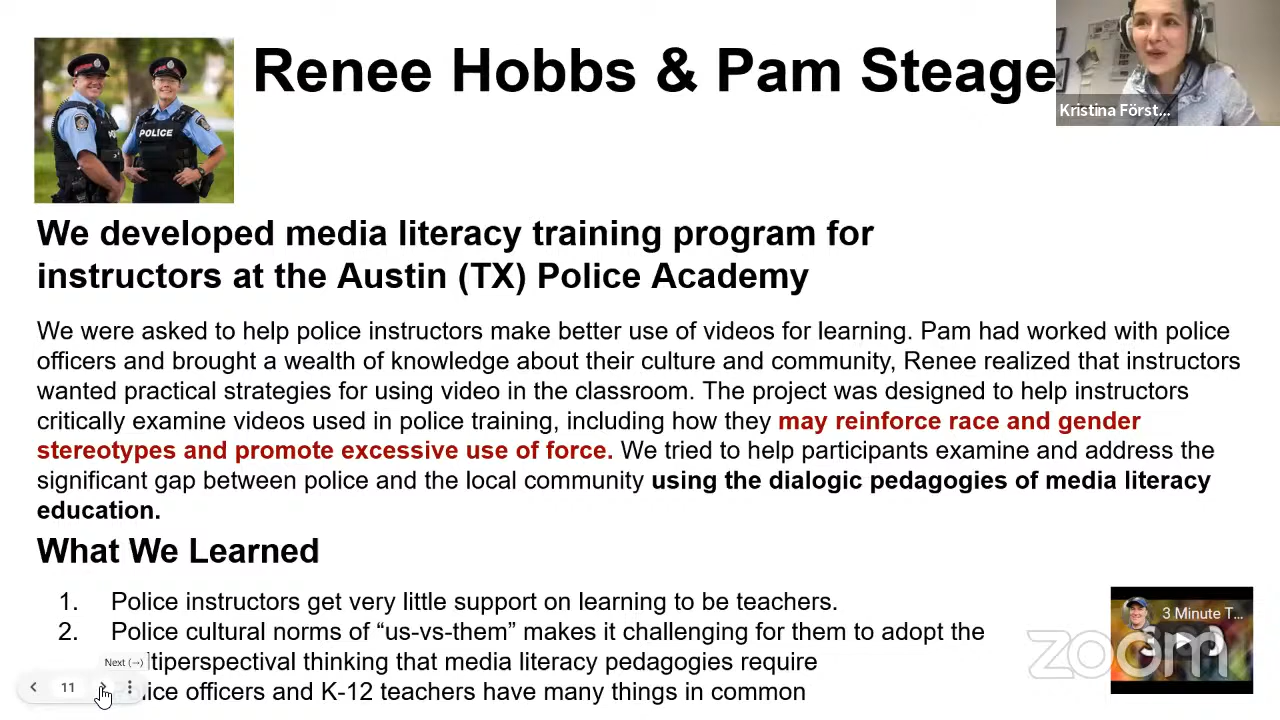 Renee Hobbs & Pam Steage
Kristina Först...
POLICE
We developed media literacy training program for
instructors at the Austin (TX) Police Academy
We were asked to help police instructors make better use of videos for learning. Pam had worked with police
officers and brought a wealth of knowledge about their culture and community, Renee realized that instructors
wanted practical strategies for using video in the classroom. The project was designed to help instructors
critically examine videos used in police training, including how they may reinforce race and gender
stereotypes and promote excessive use of force. We tried to help participants examine and address the
significant gap between police and the local community using the dialogic pedagogies of media literacy
education.
What We Learned
1. Police instructors get very little support on learning to be teachers.
2. Police cultural norms of “us-vs-them” makes it challenging for them to adopt the
ltiperspectival thinking that media literacy pedagogies require
lice officers and K-12 teachers have many things in common
Next (→)
11
3 Minute T...
zoom